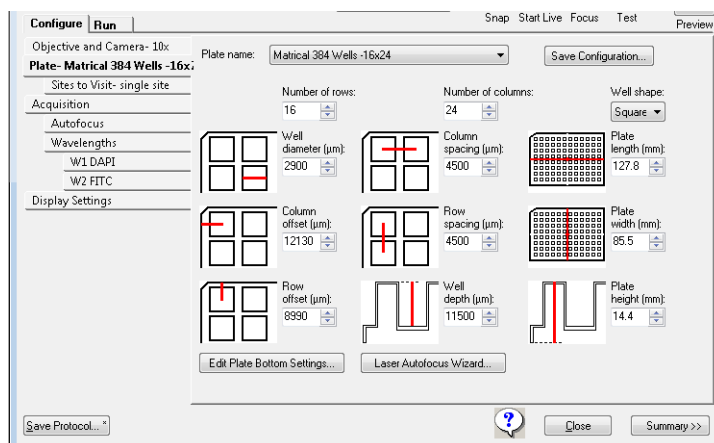 Configure Run
Snap Start Live Focus Test Preview
Objective and Camera- 10x
Plate- Matrical 384 Wells -16x2
Sites to Visit- single site
Acquisition
Autofocus
Wavelengths
W1 DAPI
W2 FITC
Display Settings
Plate name: Matrical 384 Wells -16x24 Save Configuration...
Number of rows: Number of columns: Well shape:
16 24 Square
Well diameter (µm): Column spacing (µm): Plate length (mm):
2900 4500 127.8
Column offset (µm): Row spacing (µm): Plate width (mm):
12130 4500 85.5
Row offset (µm): Well depth (µm): Plate height (mm):
8990 11500 14.4
Edit Plate Bottom Settings... Laser Autofocus Wizard...
Save Protocol... * ? Close Summary >>